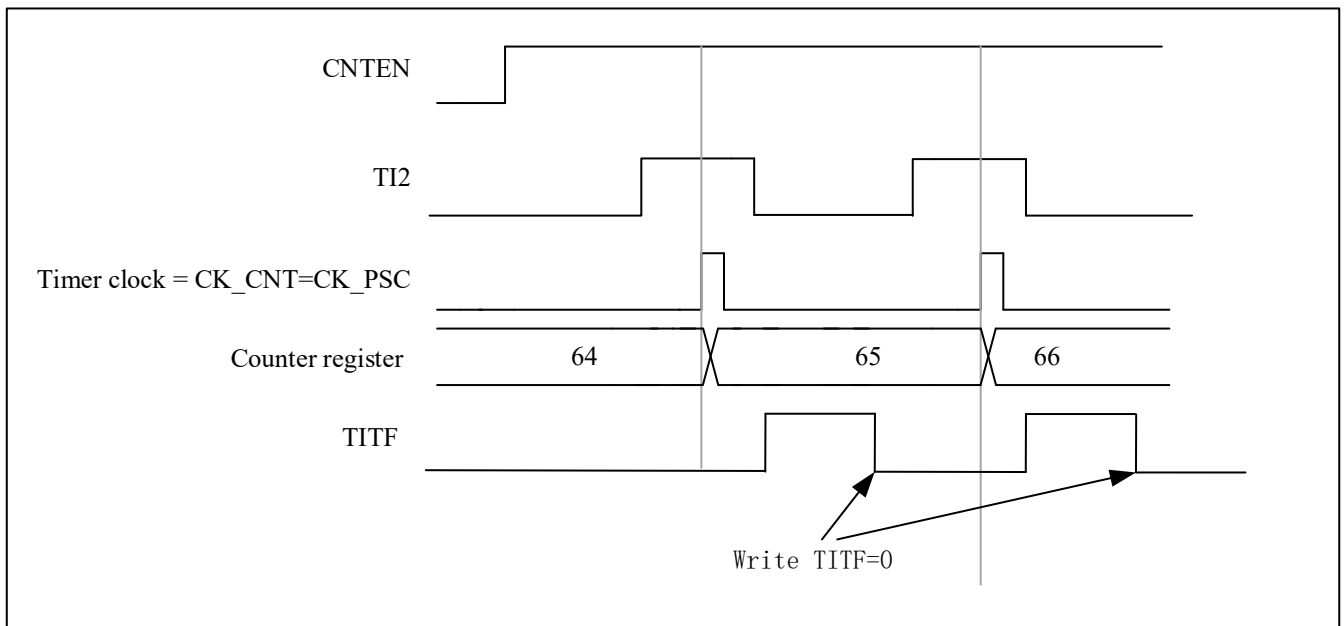 CNTEN
TI2
Timer clock = CK_CNT=CK_PSC
Counter register
64
65
66
TITF
Write TITF=0